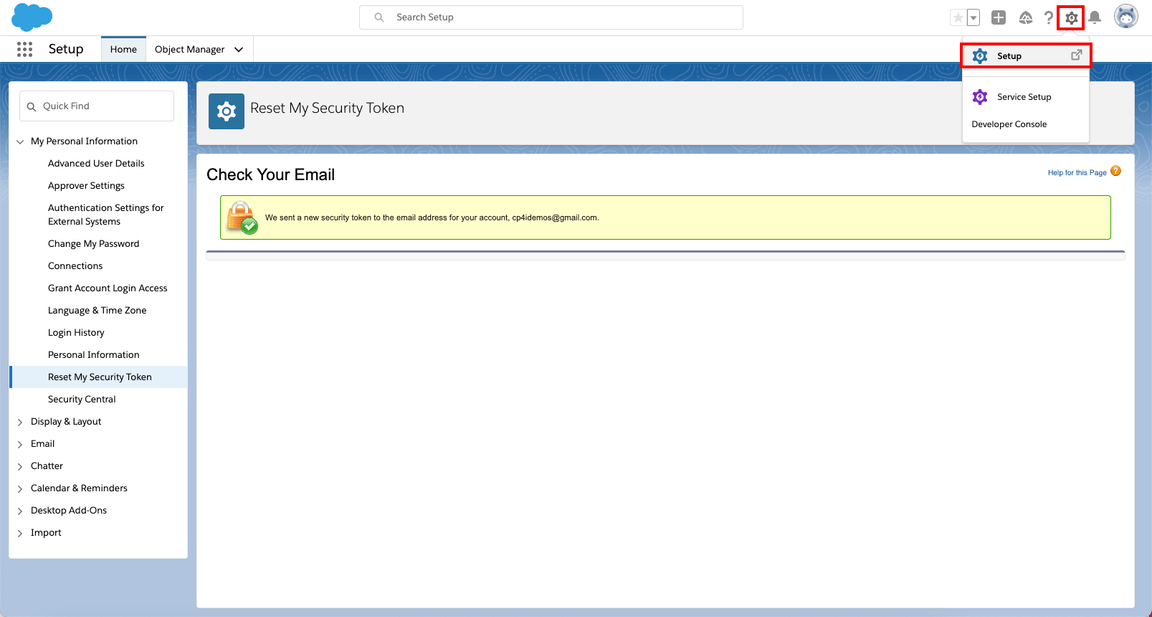 Search Setup
Setup
Home
Object Manager
Setup
Service Setup
Developer Console
Quick Find
My Personal Information
Advanced User Details
Approver Settings
Authentication Settings for
External Systems
Change My Password
Connections
Grant Account Login Access
Language & Time Zone
Login History
Personal Information
Reset My Security Token
Security Central
Display & Layout
Email
Chatter
Calendar & Reminders
Desktop Add-Ons
Import
Reset My Security Token
Check Your Email
Help for this Page
We sent a new security token to the email address for your account, cp4idemos@gmail.com.